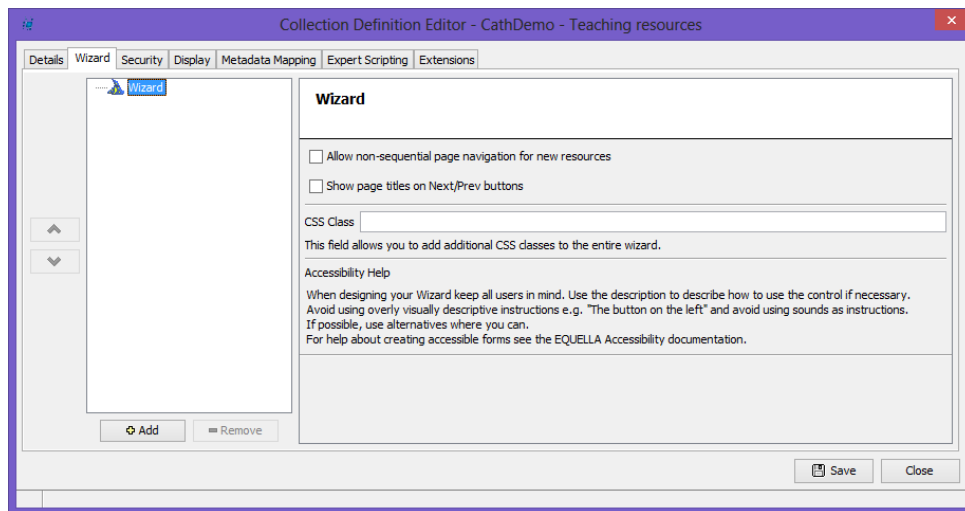 Collection Definition Editor - CathDemo - Teaching resources
Details Wizard Security Display Metadata Mapping Expert Scripting Extensions
Wizard
Wizard
Allow non-sequential page navigation for new resources
Show page titles on Next/Prev buttons
CSS Class
This field allows you to add additional CSS classes to the entire wizard.
Accessibility Help
When designing your Wizard keep all users in mind. Use the description to describe how to use the control if necessary.
Avoid using overly visually descriptive instructions e.g. "The button on the left" and avoid using sounds as instructions.
If possible, use alternatives where you can.
For help about creating accessible forms see the EQUELLA Accessibility documentation.
Add Remove
Save Close